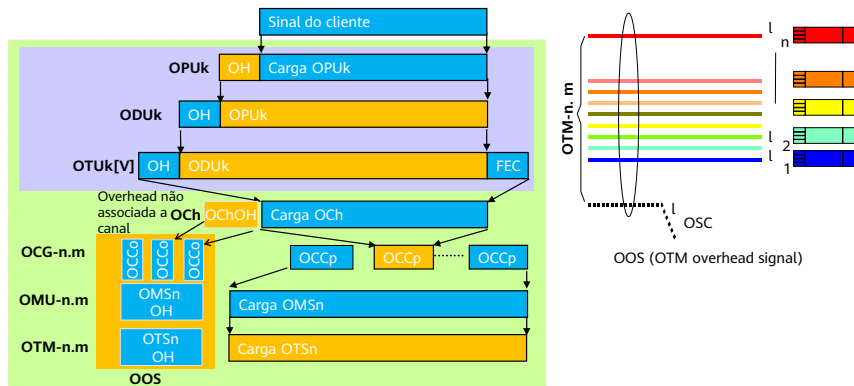 Sinal do cliente
OPUk
OH
Carga OPUk
ODUk
OH
OPUk
OTUk[V]
OH
ODUk
FEC
Overhead não
associada a
canal
OCh
OChOH
Carga OCh
OCG-n.m
OCCo
OCCo
OCCo
OCCp
OCCp
OCCp
OMU-n.m
OMSn
OH
Carga OMSn
OTM-n.m
OTSn
OH
Carga OTSn
OOS
OTM-n. m
l
n
l
2
l
1
l
OSC
OOS (OTM overhead signal)